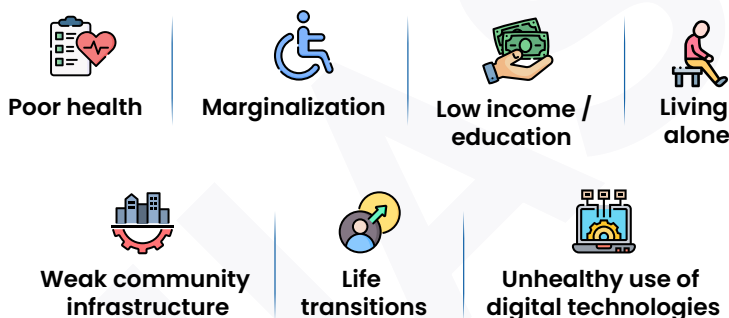 Poor health
Marginalization
Low income /
education
Living
alone
Weak community
infrastructure
Life
transitions
Unhealthy use of
digital technologies